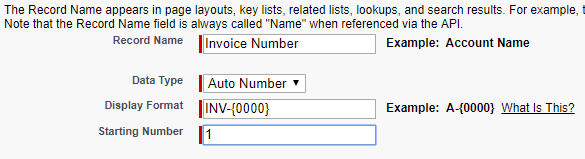 The Record Name appears in page layouts, key lists, related lists, lookups, and search results. For example,
Note that the Record Name field is always called "Name" when referenced via the API.
Record Name Invoice Number Example: Account Name
Data Type Auto Number
Display Format INV-{0000} Example: A-{0000} What Is This?
Starting Number 1